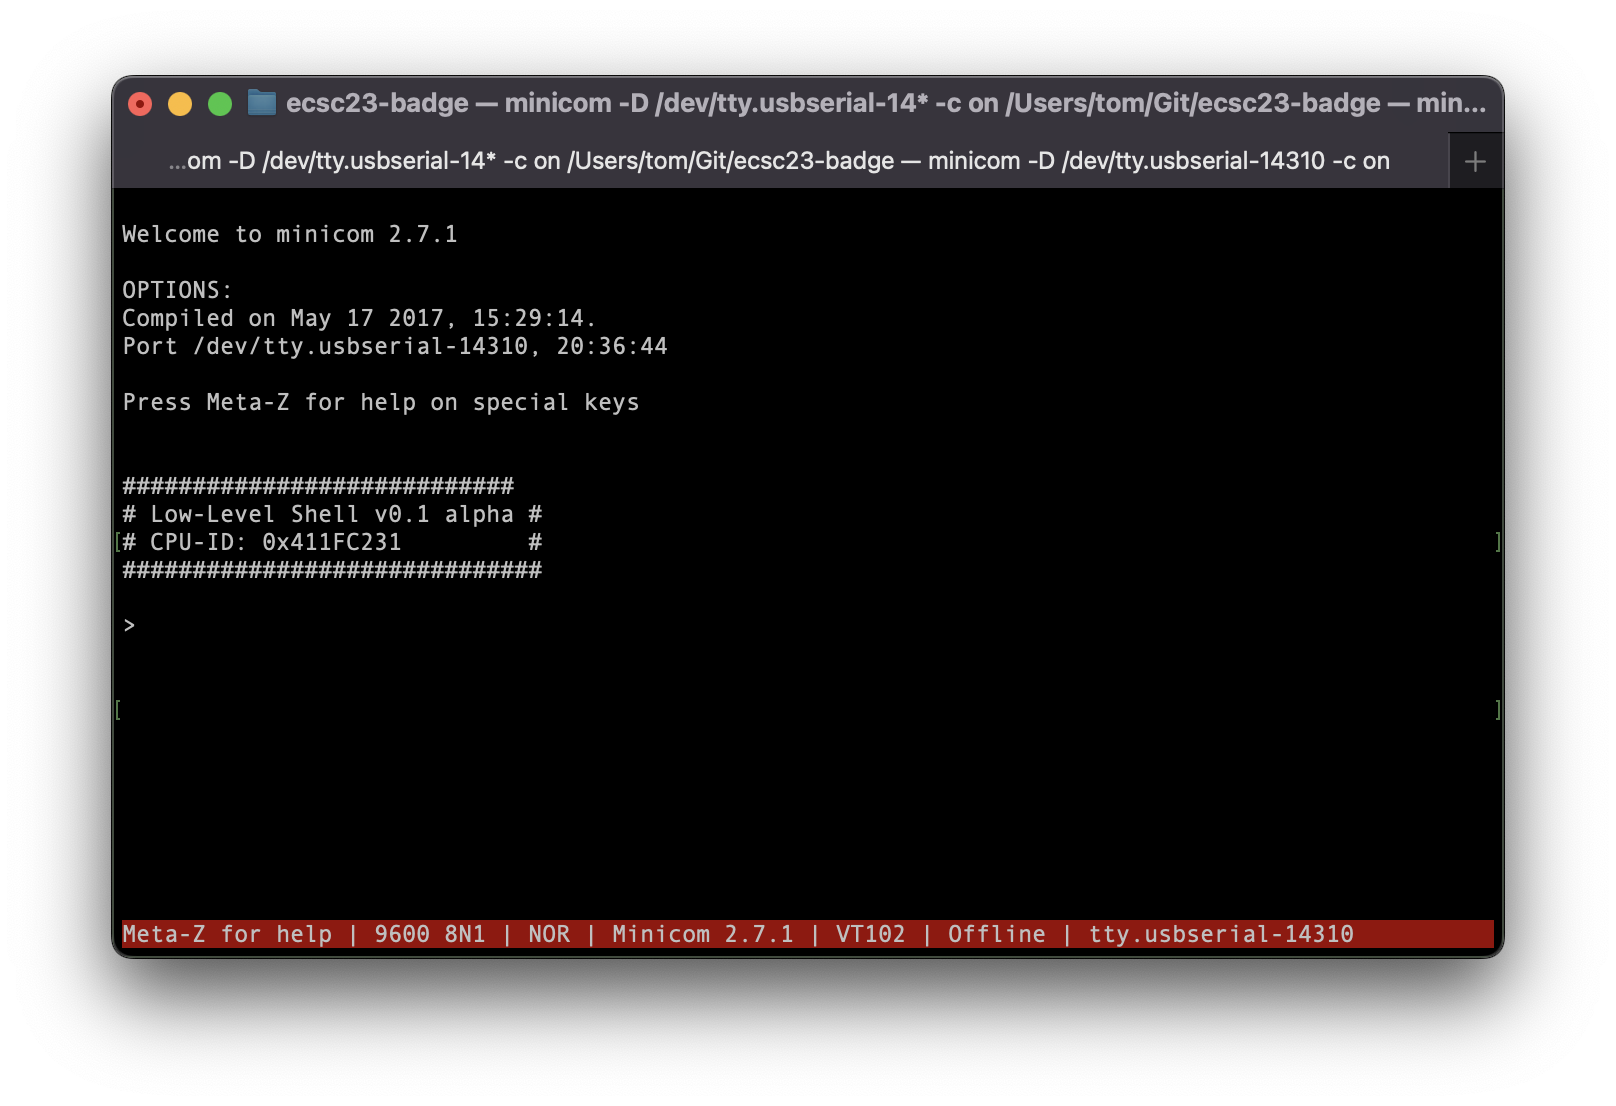 ecsc23-badge — minicom -D /dev/tty.usbserial-14* -c on /Users/tom/Git/ecsc23-badge — min...
...om -D /dev/tty.usbserial-14* -c on /Users/tom/Git/ecsc23-badge — minicom -D /dev/tty.usbserial-14310 -c on
+
Welcome to minicom 2.7.1
OPTIONS:
Compiled on May 17 2017, 15:29:14.
Port /dev/tty.usbserial-14310, 20:36:44
Press Meta-Z for help on special keys
############################
# Low-Level Shell v0.1 alpha #
[# CPU-ID: 0x411FC231         # ]
##############################
>
[ ]
Meta-Z for help | 9600 8N1 | NOR | Minicom 2.7.1 | VT102 | Offline | tty.usbserial-14310